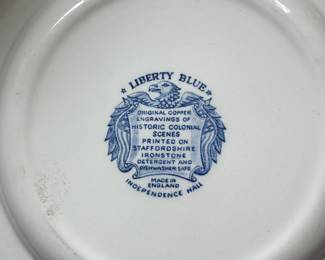 ★ LIBERTY BLUE ★
ORIGINAL COPPER
ENGRAVINGS OF
HISTORIC COLONIAL
SCENES
PRINTED ON
STAFFORDSHIRE
IRONSTONE
DETERGENT AND
DISHWASHER SAFE
MADE IN
ENGLAND
INDEPENDENCE HALL